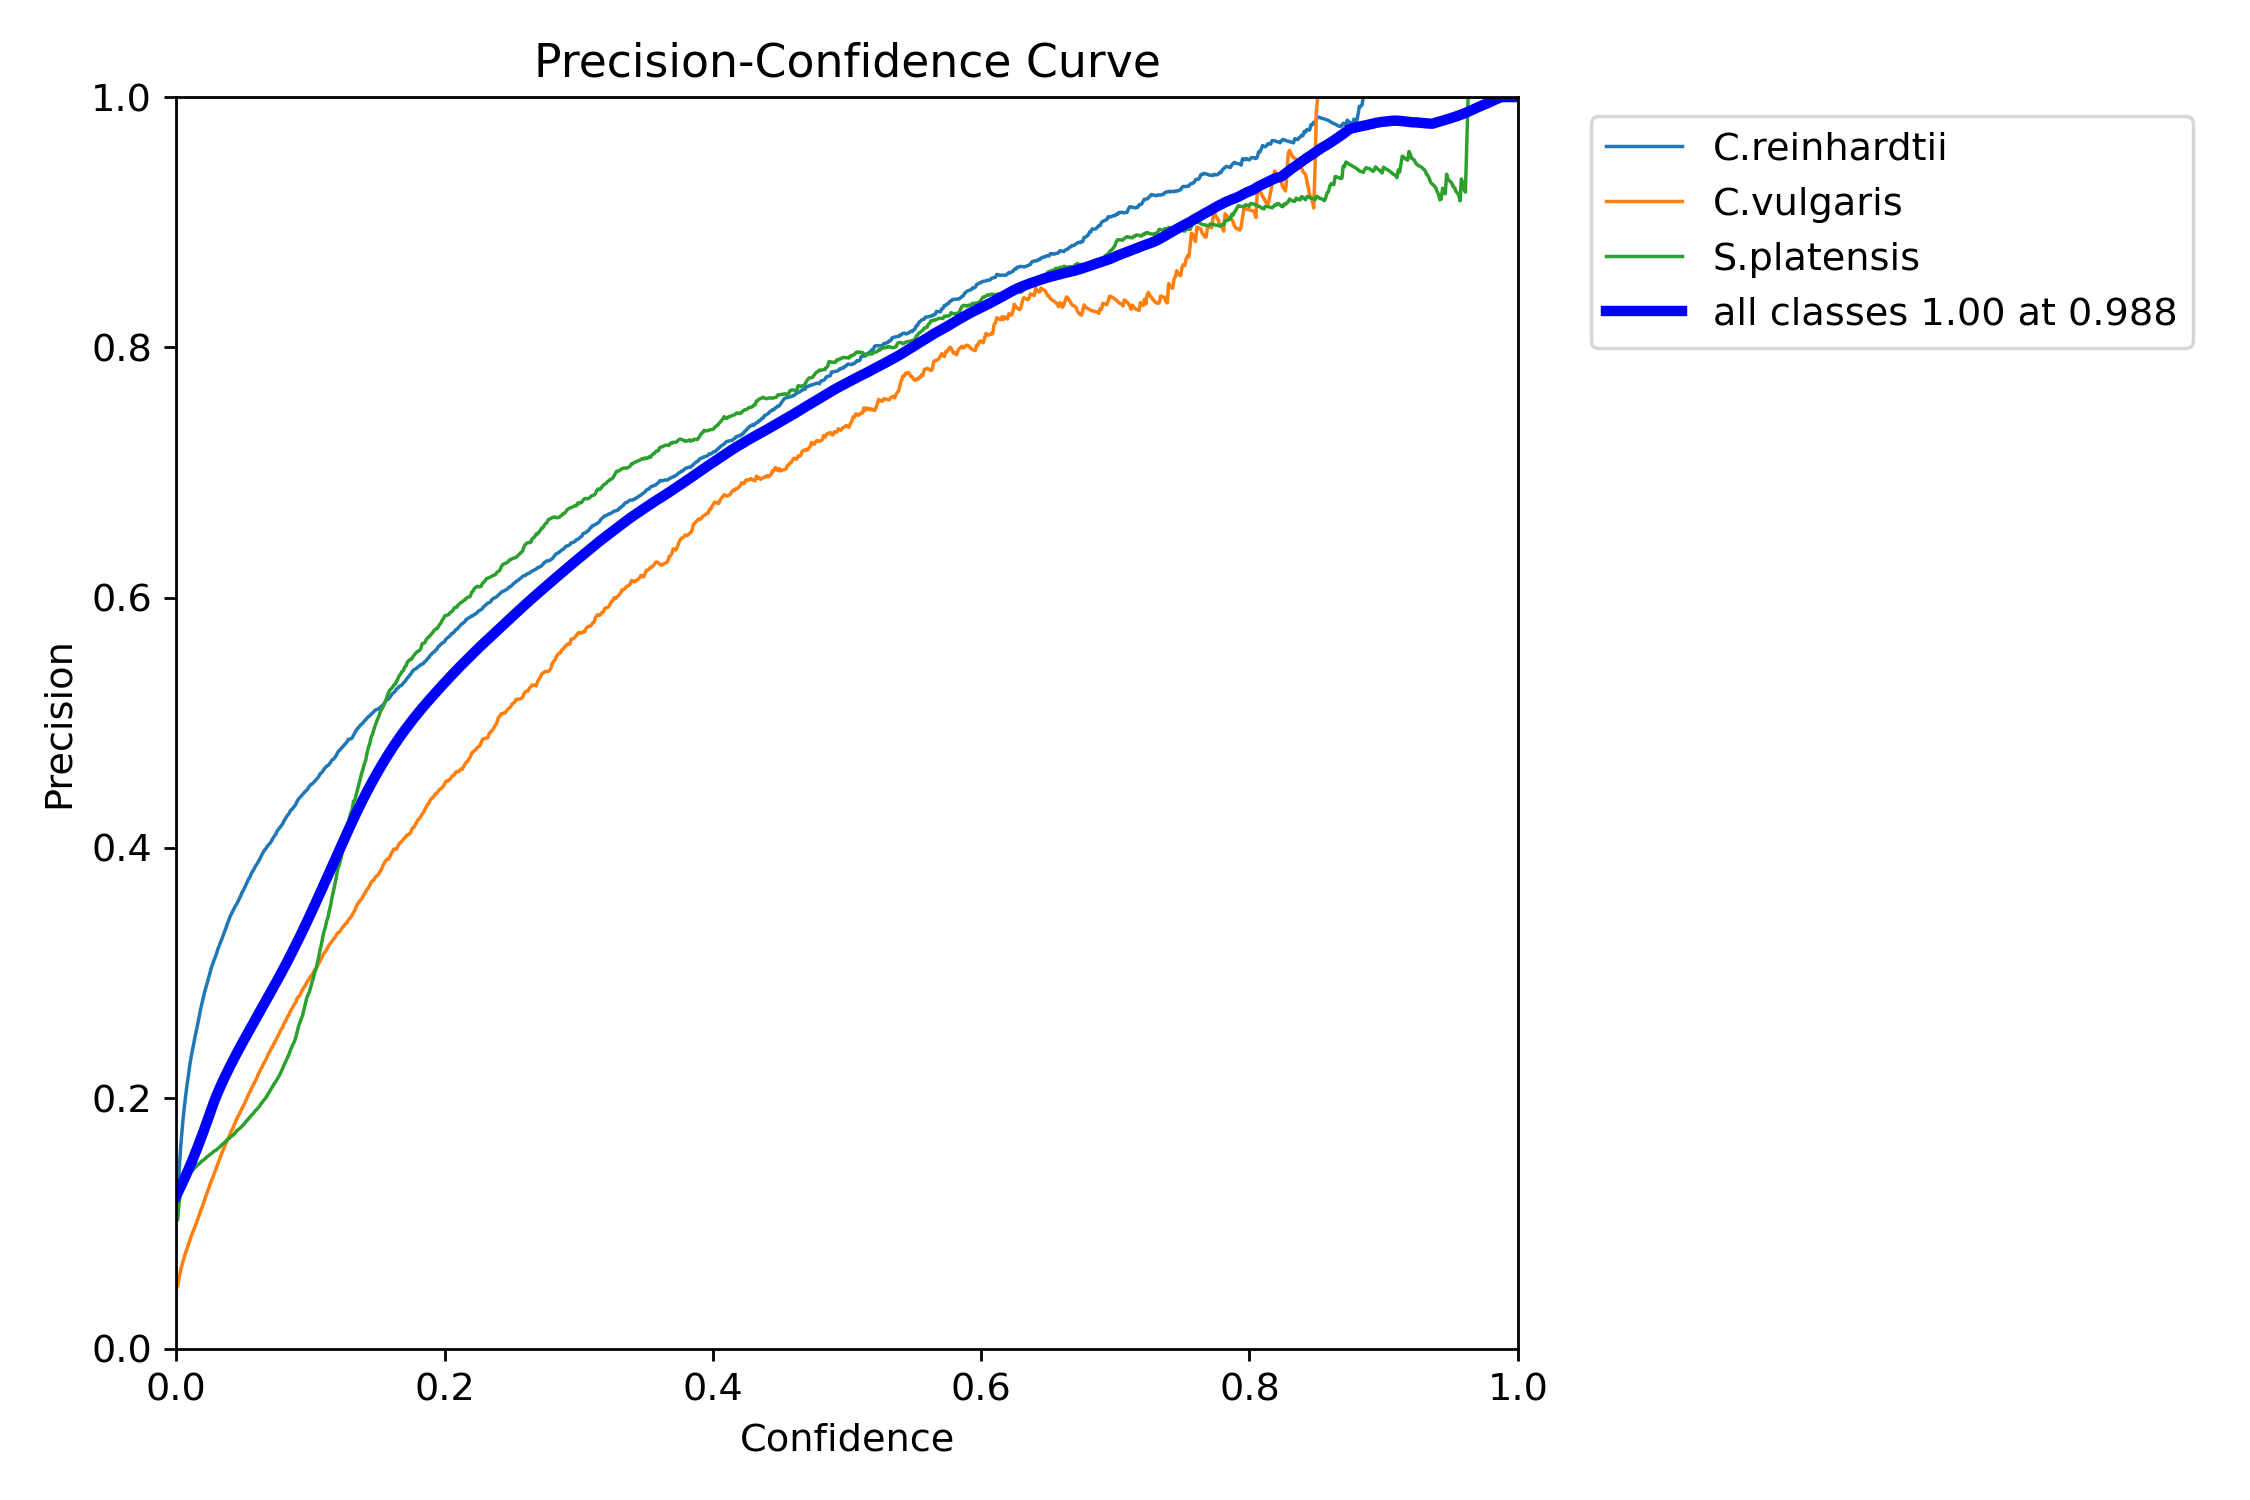 Precision-Confidence Curve
1.0
0.8
0.6
0.4
0.2
0.0
Precision
0.0 0.2 0.4 0.6 0.8 1.0
Confidence
C.reinhardtii
C.vulgaris
S.platensis
all classes 1.00 at 0.988